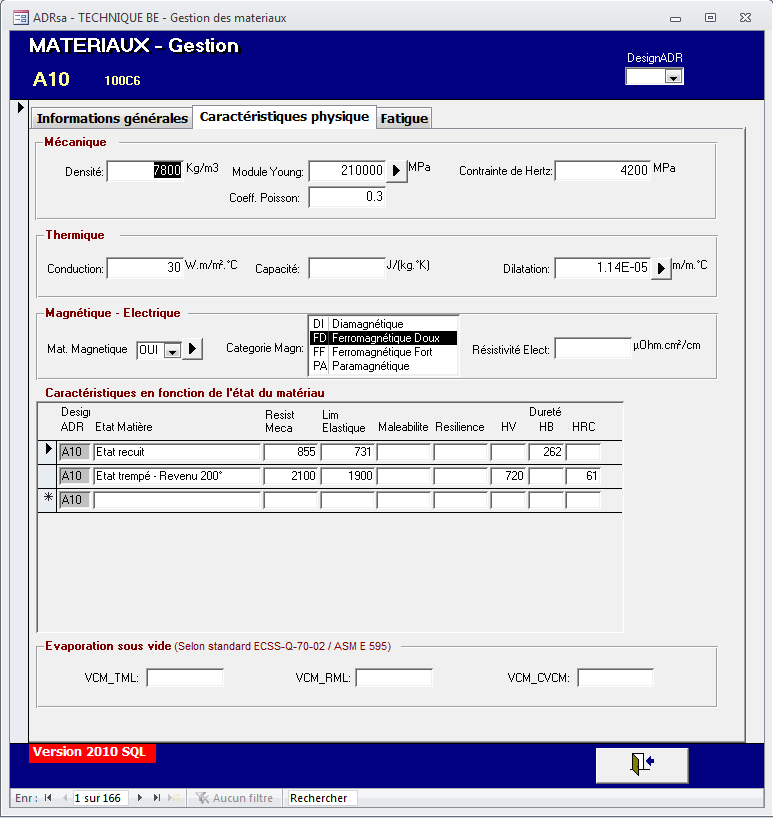 ADRsa - TECHNIQUE BE - Gestion des materiaux
MATERIAUX - Gestion
DesignADR
A10 100C6
Informations générales Caractéristiques physique Fatigue
Mécanique
Densité: 7800 Kg/m3 Module Young: 210000 MPa Contrainte de Hertz: 4200 MPa
Coeff. Poisson: 0.3
Thermique
Conduction: 30 W.m/m².°C Capacité: J/(kg.°K) Dilatation: 1.14E-05 m/m.°C
Magnétique - Electrique
Mat. Magnetique OUI Categorie Magn: Résistivité Elect: µOhm.cm²/cm
DI Diamagnétique
FD Ferromagnétique Doux
FF Ferromagnétique Fort
PA Paramagnétique
Caractéristiques en fonction de l'état du matériau
Desigi ADR Etat Matière Resist Meca Lim Elastique Maleabilite Resilience HV Dureté HB HRC
A10 Etat recuit 855 731 262
A10 Etat trempé - Revenu 200° 2100 1900 720 61
* A10
Evaporation sous vide (Selon standard ECSS-Q-70-02 / ASM E 595)
VCM_TML: VCM_RML: VCM_CVCM:
Version 2010 SQL
Enr : 1 sur 166 Aucun filtre Rechercher